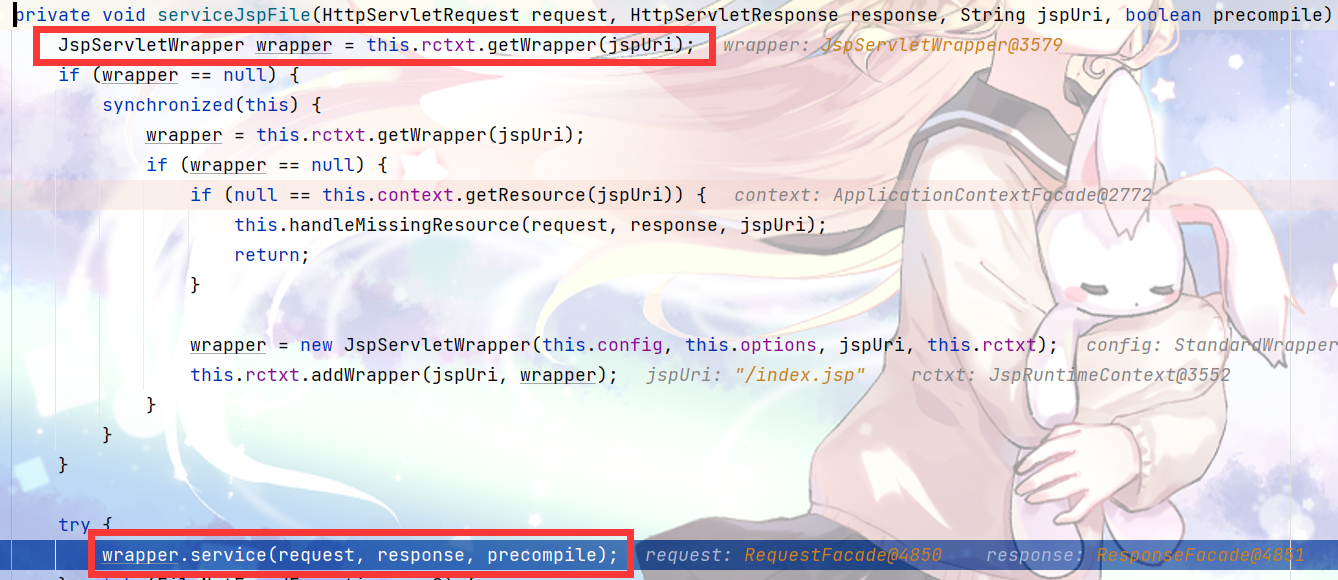 private void serviceJspFile(HttpServletRequest request, HttpServletResponse response, String jspUri, boolean precompile)
JspServletWrapper wrapper = this.rctxt.getWrapper(jspUri); wrapper: JspServletWrapper@3579
if (wrapper == null) {
synchronized(this) {
wrapper = this.rctxt.getWrapper(jspUri);
if (wrapper == null) {
if (null == this.context.getResource(jspUri)) { context: ApplicationContextFacade@2772
this.handleMissingResource(request, response, jspUri);
return;
}
wrapper = new JspServletWrapper(this.config, this.options, jspUri, this.rctxt); config: StandardWrapper
this.rctxt.addWrapper(jspUri, wrapper); jspUri: "/index.jsp" rctxt: JspRuntimeContext@3552
}
}
}
try {
wrapper.service(request, response, precompile); request: RequestFacade@4850 response: ResponseFacade@4851